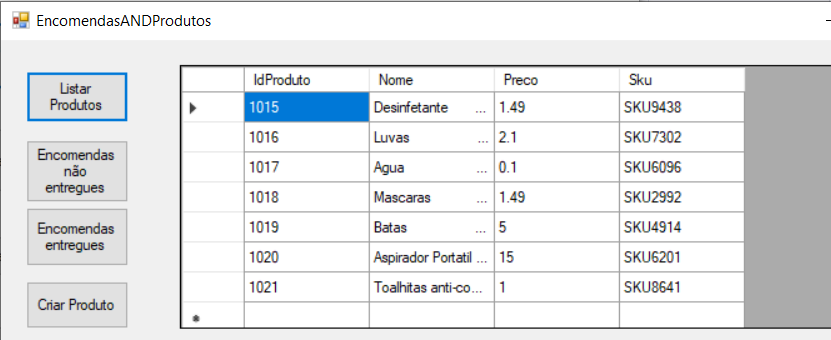 EncomendasANDProdutos
Listar
Produtos
Encomendas
não
entregues
Encomendas
entregues
Criar Produto
IdProduto Nome Preco Sku
1015 Desinfetante ... 1.49 SKU9438
1016 Luvas ... 2.1 SKU7302
1017 Agua ... 0.1 SKU6096
1018 Mascaras ... 1.49 SKU2992
1019 Batas ... 5 SKU4914
1020 Aspirador Portatil ... 15 SKU6201
1021 Toalhitas anti-co... 1 SKU8641